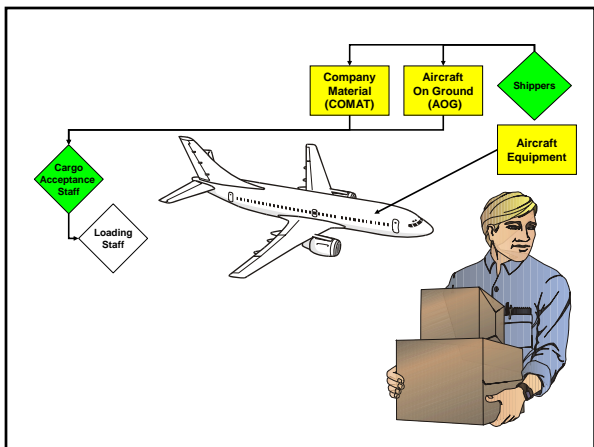 Company
Material
(COMAT)
Aircraft
On Ground
(AOG)
Shippers
Aircraft
Equipment
Cargo
Acceptance
Staff
Loading
Staff